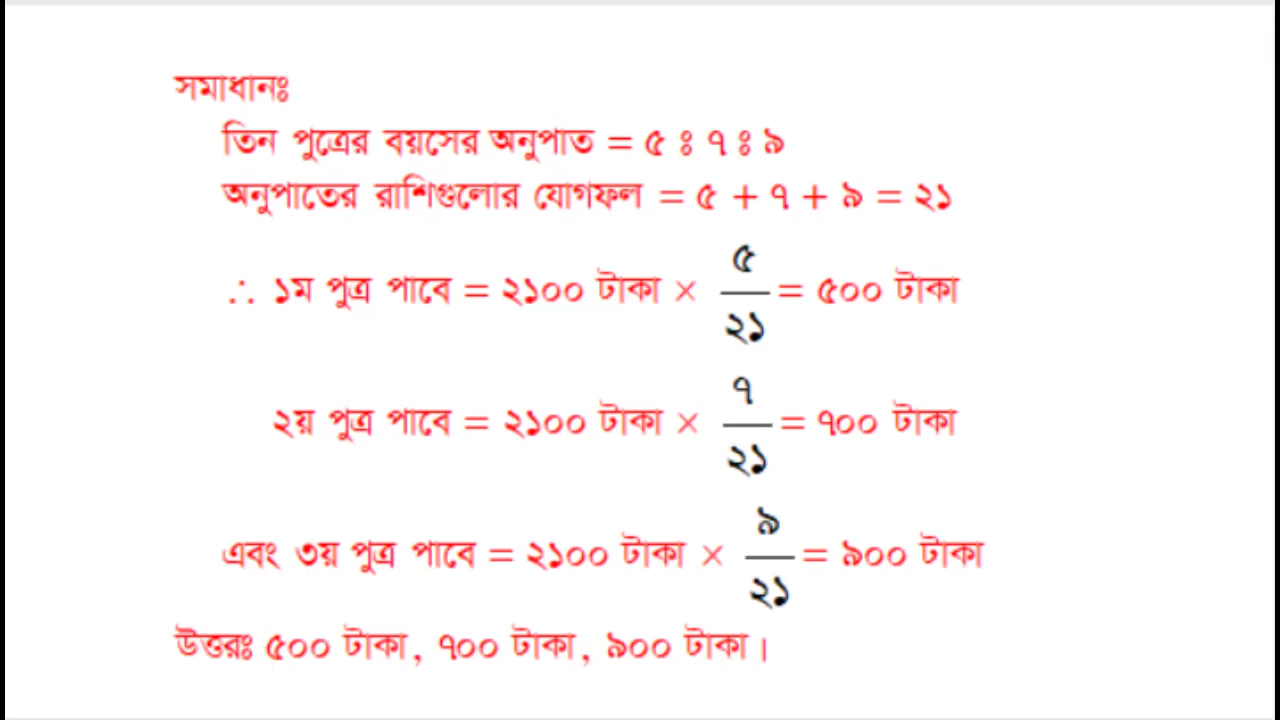 সমাধানঃ
তিন পুত্রের বয়সের অনুপাত = ৫ ঃ ৭ ঃ ৯
অনুপাতের রাশিগুলোর যোগফল = ৫ + ৭ + ৯ = ২১
∴ ১ম পুত্র পাবে = ২১০০ টাকা × ৫/২১ = ৫০০ টাকা
২য় পুত্র পাবে = ২১০০ টাকা × ৭/২১ = ৭০০ টাকা
এবং ৩য় পুত্র পাবে = ২১০০ টাকা × ৯/২১ = ৯০০ টাকা
উত্তরঃ ৫০০ টাকা, ৭০০ টাকা, ৯০০ টাকা।